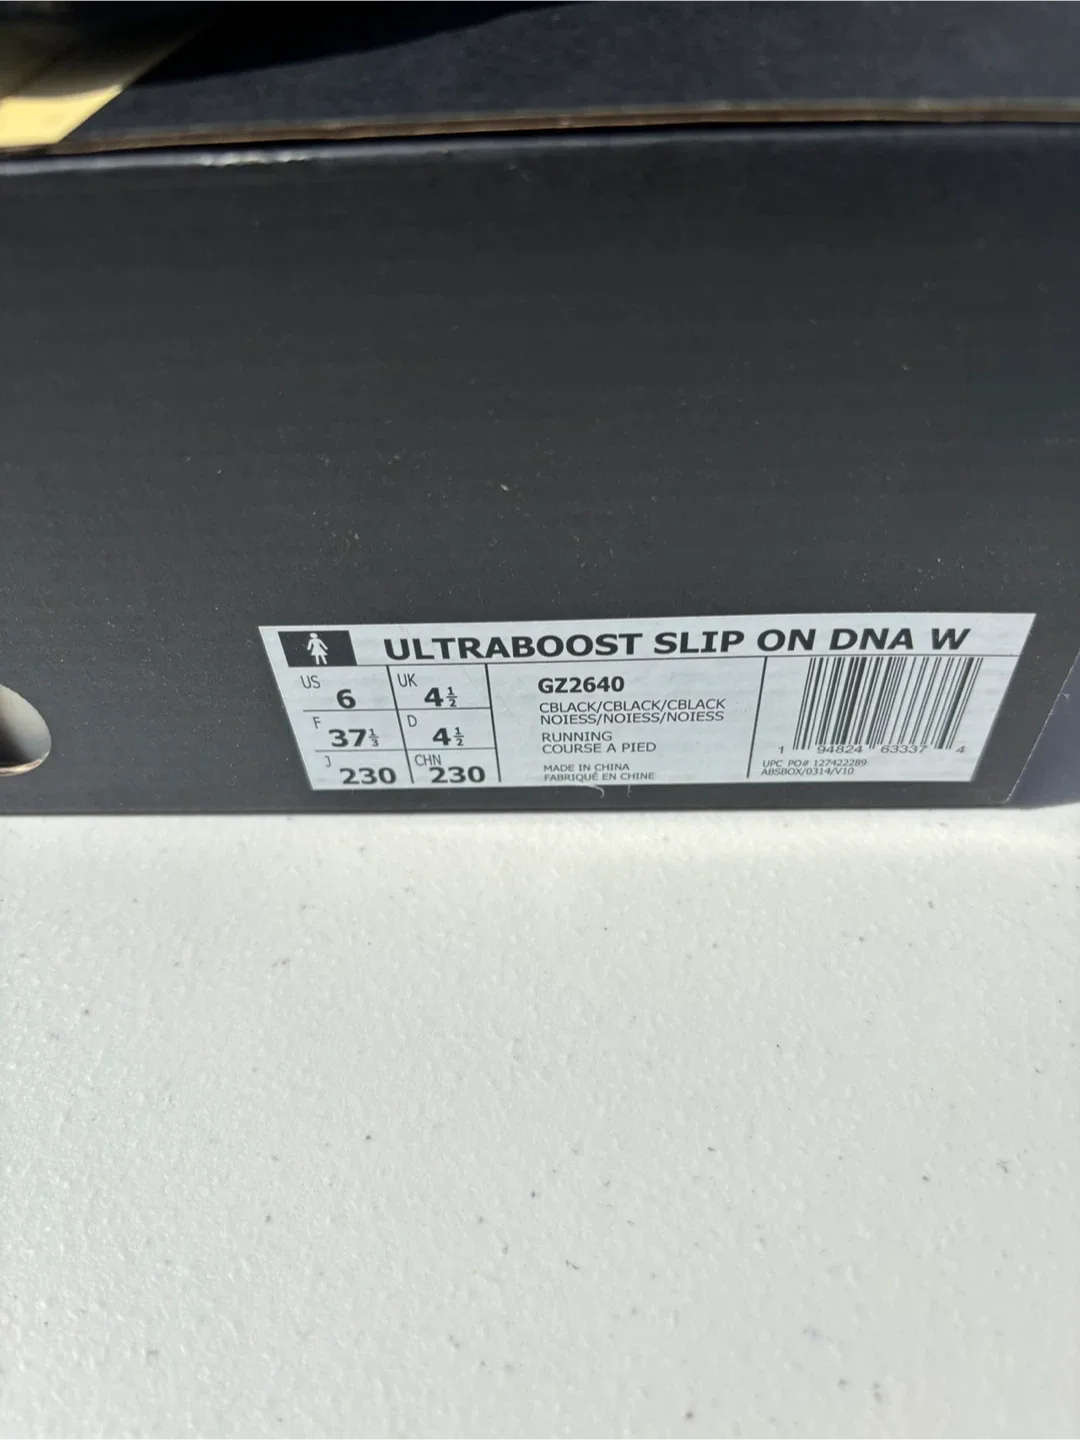 ULTRABOOST SLIP ON DNA W
US 6
UK 4½
F 37⅓
D 4½
J 230
CHN 230
GZ2640
CBLACK/CBLACK/CBLACK
NOIESS/NOIESS/NOIESS
RUNNING
COURSE A PIED
MADE IN CHINA
FABRIQUÉ EN CHINE
1 94824 63337 4
UPC PO# 127422289
ABSBOX/0314/V10